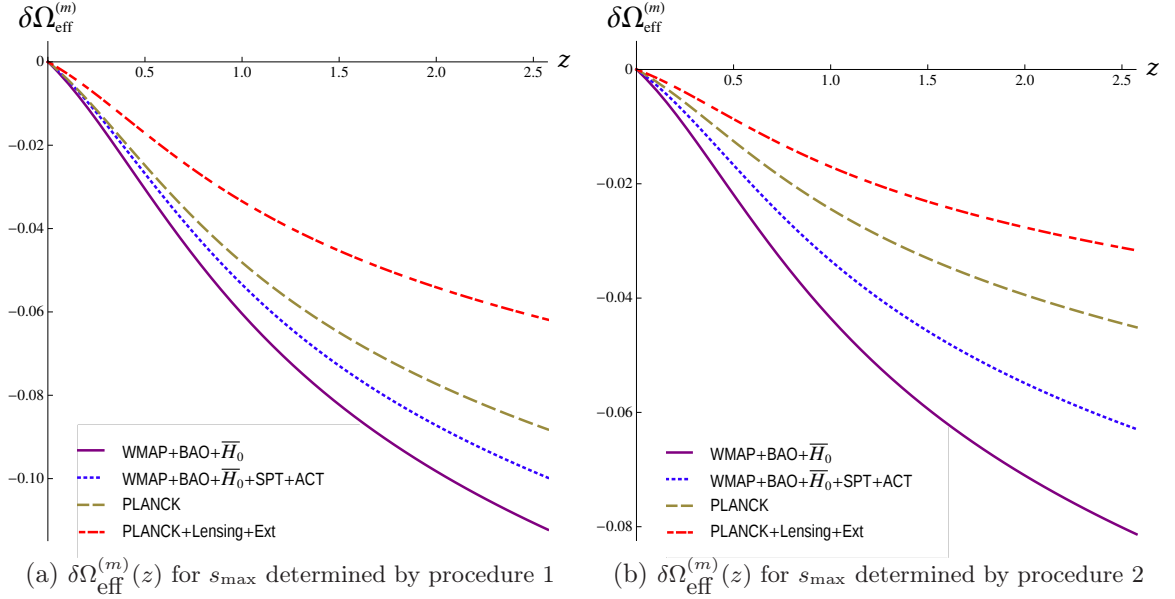 δΩ_eff^(m)
0
0.5
1.0
1.5
2.0
2.5
z
−0.02
−0.04
−0.06
−0.08
−0.10
WMAP+BAO+H̅₀
WMAP+BAO+H̅₀+SPT+ACT
PLANCK
PLANCK+Lensing+Ext
(a) δΩ_eff^(m)(z) for s_max determined by procedure 1
δΩ_eff^(m)
0
0.5
1.0
1.5
2.0
2.5
z
−0.02
−0.04
−0.06
−0.08
WMAP+BAO+H̅₀
WMAP+BAO+H̅₀+SPT+ACT
PLANCK
PLANCK+Lensing+Ext
(b) δΩ_eff^(m)(z) for s_max determined by procedure 2